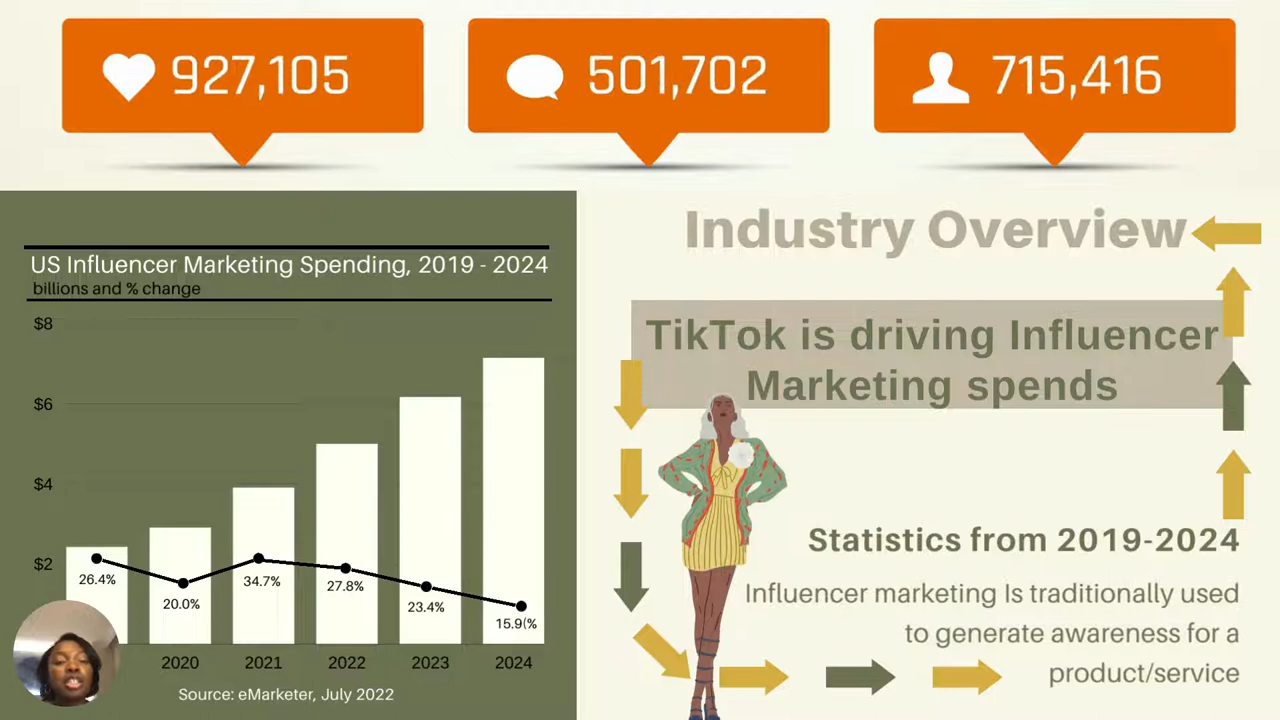 927,105
501,702
715,416
US Influencer Marketing Spending, 2019 - 2024
billions and % change
$8
$6
$4
$2
26.4%
20.0%
34.7%
27.8%
23.4%
15.9(%
2020
2021
2022
2023
2024
Source: eMarketer, July 2022
Industry Overview
TikTok is driving Influencer
Marketing spends
Statistics from 2019-2024
Influencer marketing Is traditionally used
to generate awareness for a
product/service